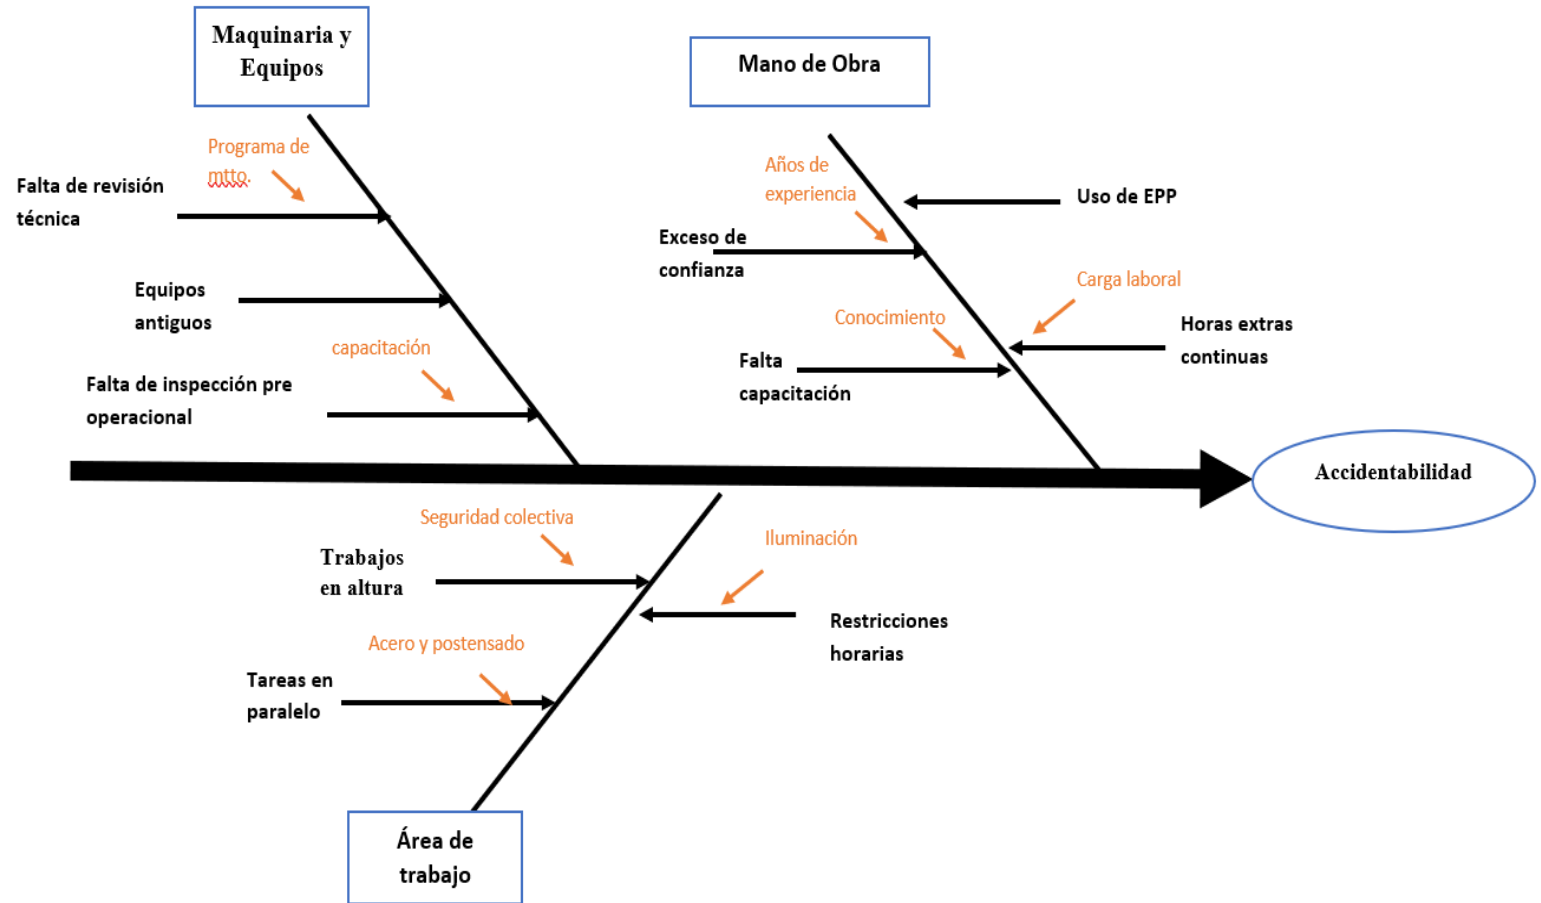 Maquinaria y
Equipos
Mano de Obra
Programa de
mtto.
Falta de revisión
técnica
Equipos
antiguos
capacitación
Falta de inspección pre
operacional
Años de
experiencia
Uso de EPP
Exceso de
confianza
Carga laboral
Conocimiento
Horas extras
continuas
Falta
capacitación
Accidentabilidad
Seguridad colectiva
Trabajos
en altura
Iluminación
Restricciones
horarias
Acero y postensado
Tareas en
paralelo
Área de
trabajo